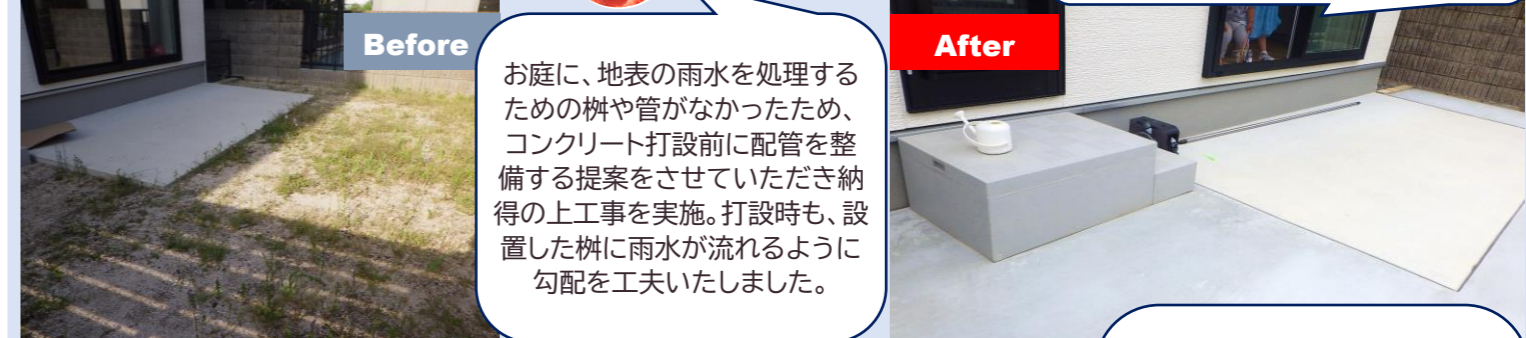 Before
お庭に、地表の雨水を処理する
ための桝や管がなかったため、
コンクリート打設前に配管を整
備する提案をさせていただき納
得の上工事を実施。打設時も、設
置した桝に雨水が流れるように
勾配を工夫いたしました。
After